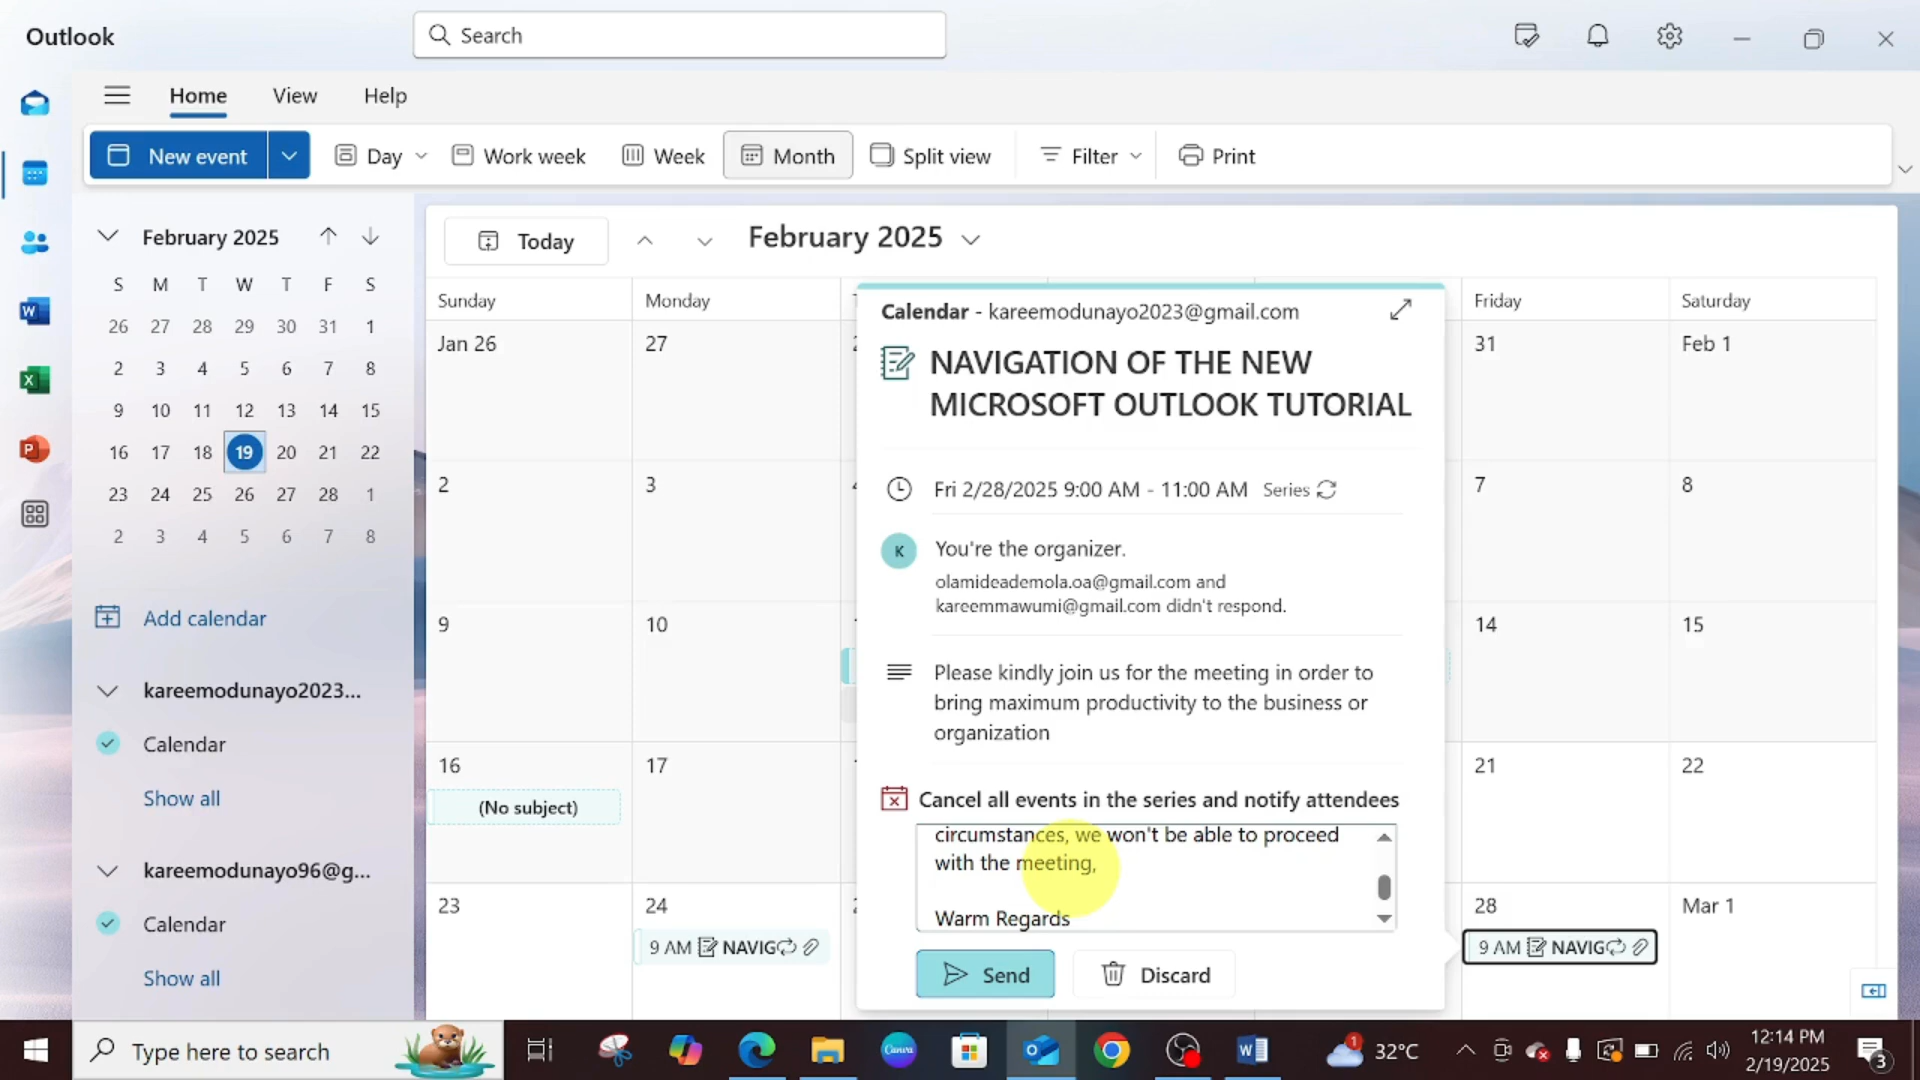 Outlook
Search
Home View Help
New event Day Work week Week Month Split view Filter Print
February 2025
S M T W T F S
26 27 28 29 30 31 1
2 3 4 5 6 7 8
9 10 11 12 13 14 15
16 17 18 19 20 21 22
23 24 25 26 27 28 1
2 3 4 5 6 7 8
Add calendar
kareemodunayo2023...
Calendar
Show all
kareemodunayo96@g...
Calendar
Show all
Today February 2025
Sunday Monday Friday Saturday
Jan 26 27 31 Feb 1
2 3 7 8
9 10 14 15
16 17 21 22
(No subject)
23 24 28 Mar 1
9 AM NAVIG 9 AM NAVIG
Calendar - kareemodunayo2023@gmail.com
NAVIGATION OF THE NEW
MICROSOFT OUTLOOK TUTORIAL
Fri 2/28/2025 9:00 AM - 11:00 AM Series
K You're the organizer.
olamideademola.oa@gmail.com and
kareemmawumi@gmail.com didn't respond.
Please kindly join us for the meeting in order to
bring maximum productivity to the business or
organization
Cancel all events in the series and notify attendees
circumstances, we won't be able to proceed
with the meeting,
Warm Regards
Send Discard
Type here to search
Canva
1 32°C
12:14 PM
2/19/2025
3